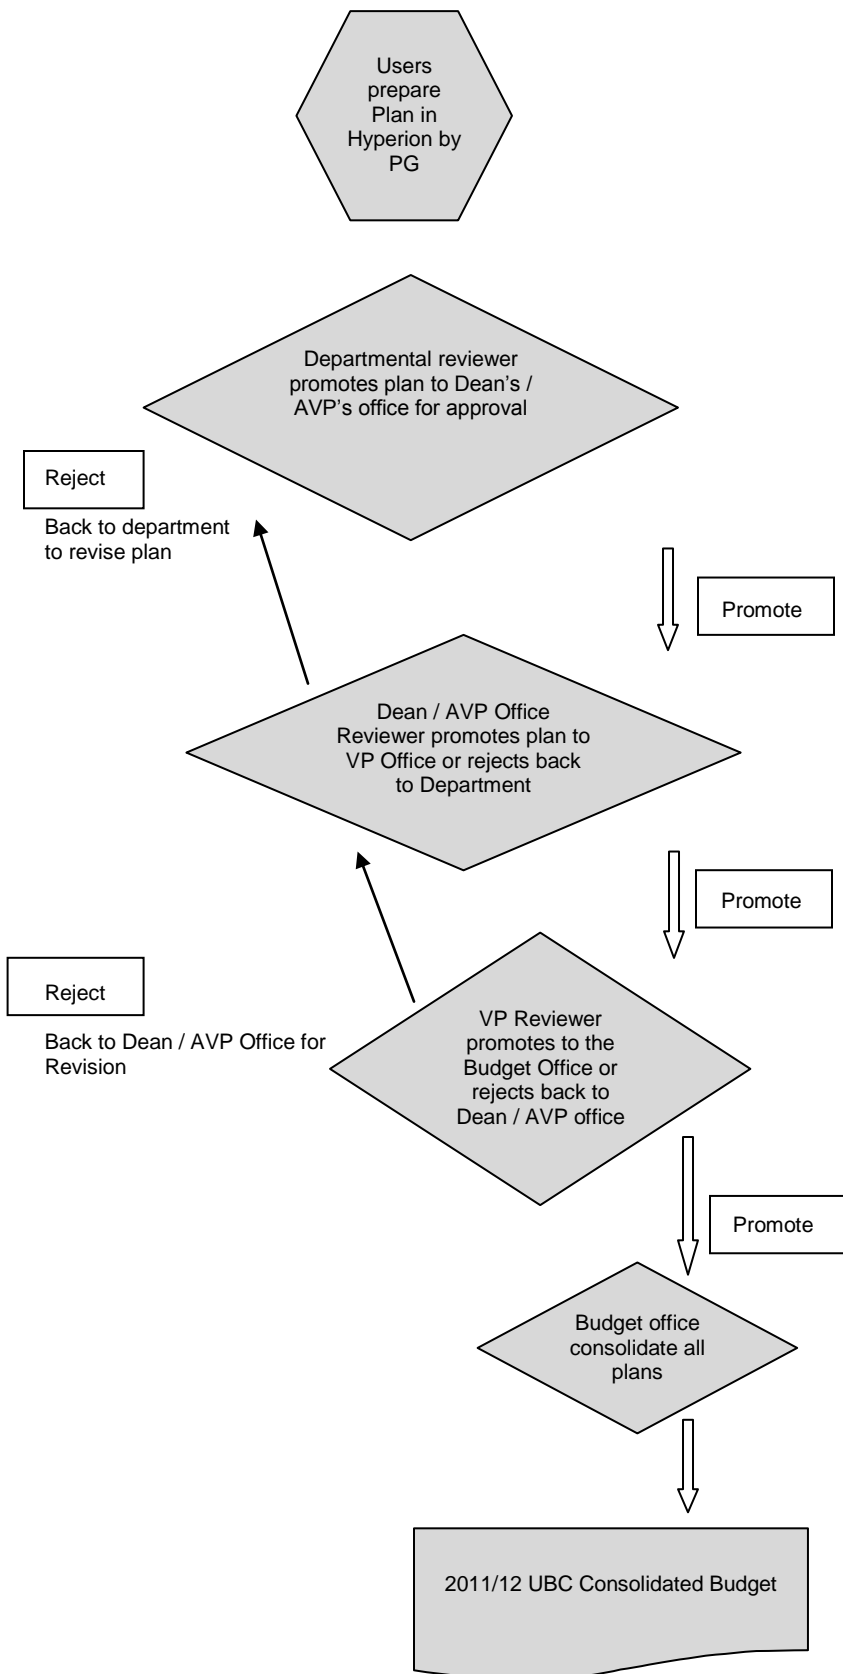 Users
prepare
Plan in
Hyperion by
PG
Departmental reviewer
promotes plan to Dean’s /
AVP’s office for approval
Reject
Back to department
to revise plan
Promote
Dean / AVP Office
Reviewer promotes plan to
VP Office or rejects back
to Department
Promote
Reject
Back to Dean / AVP Office for
Revision
VP Reviewer
promotes to the
Budget Office or
rejects back to
Dean / AVP office
Promote
Budget office
consolidate all
plans
2011/12 UBC Consolidated Budget